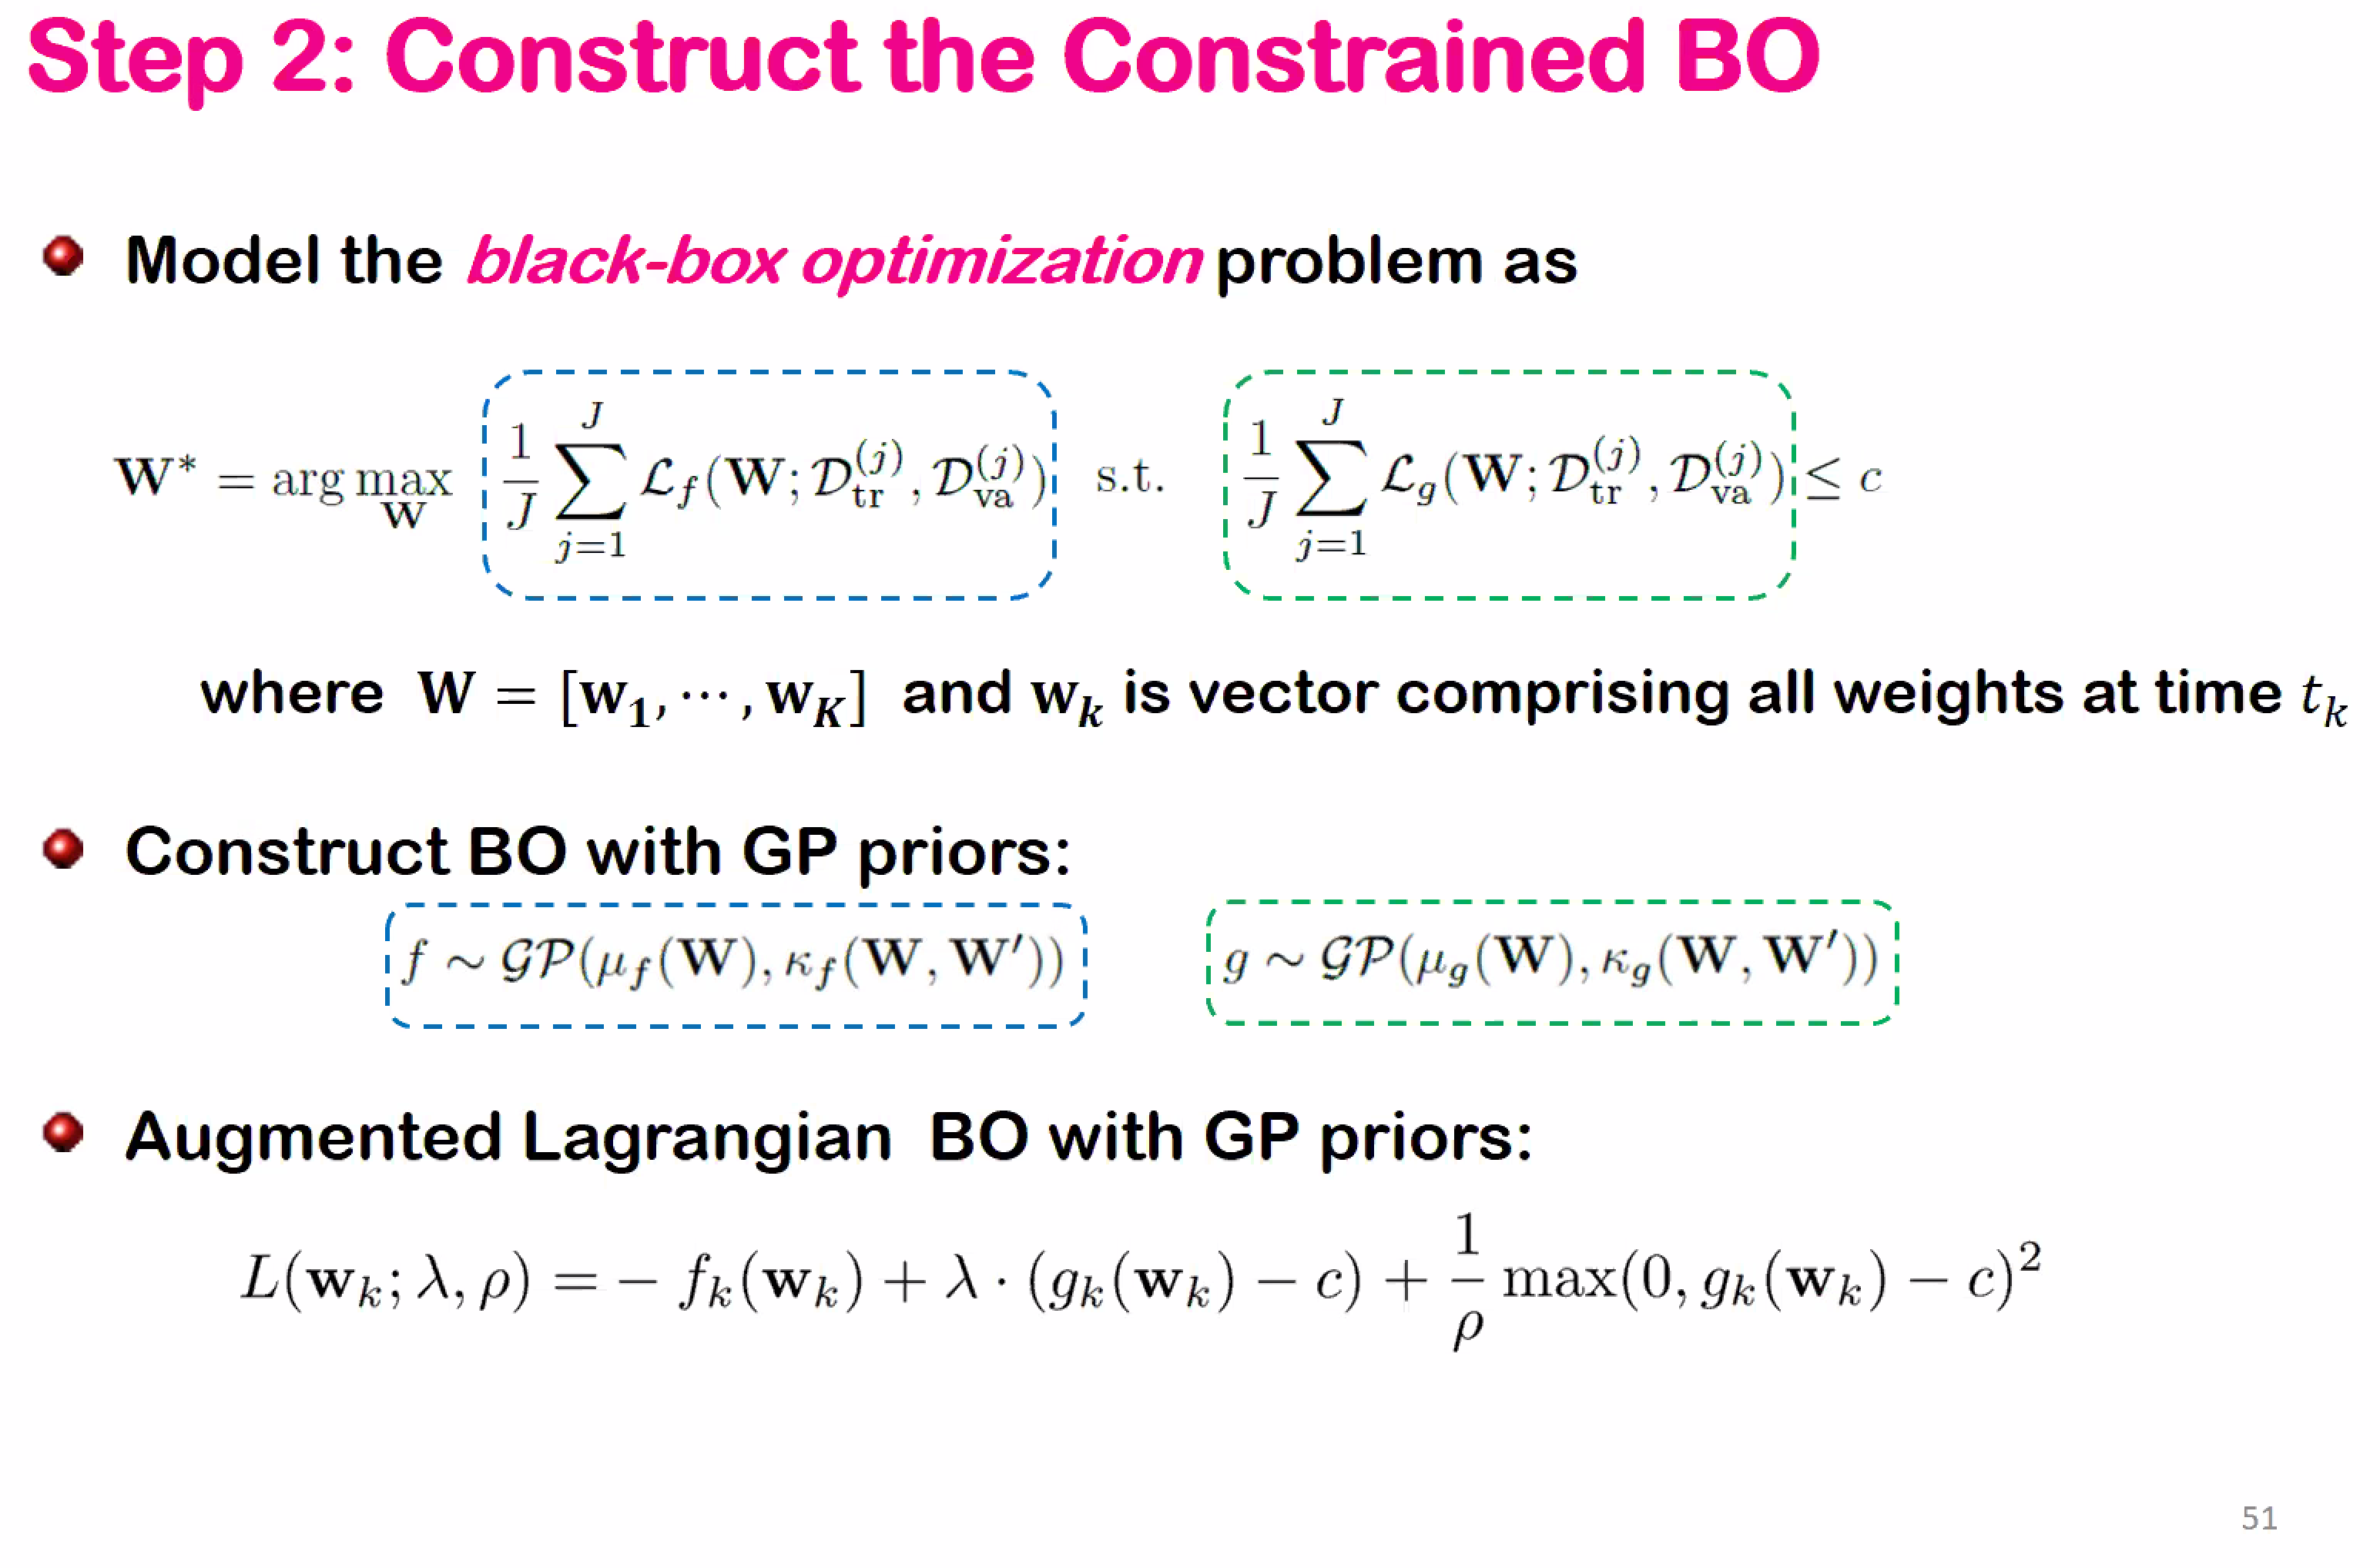 Step 2: Construct the Constrained BO
Model the black-box optimization problem as
$\mathbf{W}^* = \arg\max_{\mathbf{W}} \frac{1}{J}\sum_{j=1}^{J} \mathcal{L}_f(\mathbf{W}; \mathcal{D}_{\text{tr}}^{(j)}, \mathcal{D}_{\text{va}}^{(j)})$ s.t. $\frac{1}{J}\sum_{j=1}^{J} \mathcal{L}_g(\mathbf{W}; \mathcal{D}_{\text{tr}}^{(j)}, \mathcal{D}_{\text{va}}^{(j)}) \leq c$
where $\mathbf{W} = [\mathbf{w}_1, \cdots, \mathbf{w}_K]$ and $\mathbf{w}_k$ is vector comprising all weights at time $t_k$
Construct BO with GP priors:
$f \sim \mathcal{GP}(\mu_f(\mathbf{W}), \kappa_f(\mathbf{W}, \mathbf{W}'))$ $g \sim \mathcal{GP}(\mu_g(\mathbf{W}), \kappa_g(\mathbf{W}, \mathbf{W}'))$
Augmented Lagrangian BO with GP priors:
$L(\mathbf{w}_k; \lambda, \rho) = - f_k(\mathbf{w}_k) + \lambda \cdot (g_k(\mathbf{w}_k) - c) + \frac{1}{\rho}\max(0, g_k(\mathbf{w}_k) - c)^2$
51